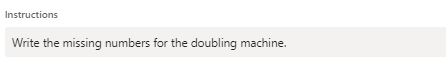 Instructions
Write the missing numbers for the doubling machine.